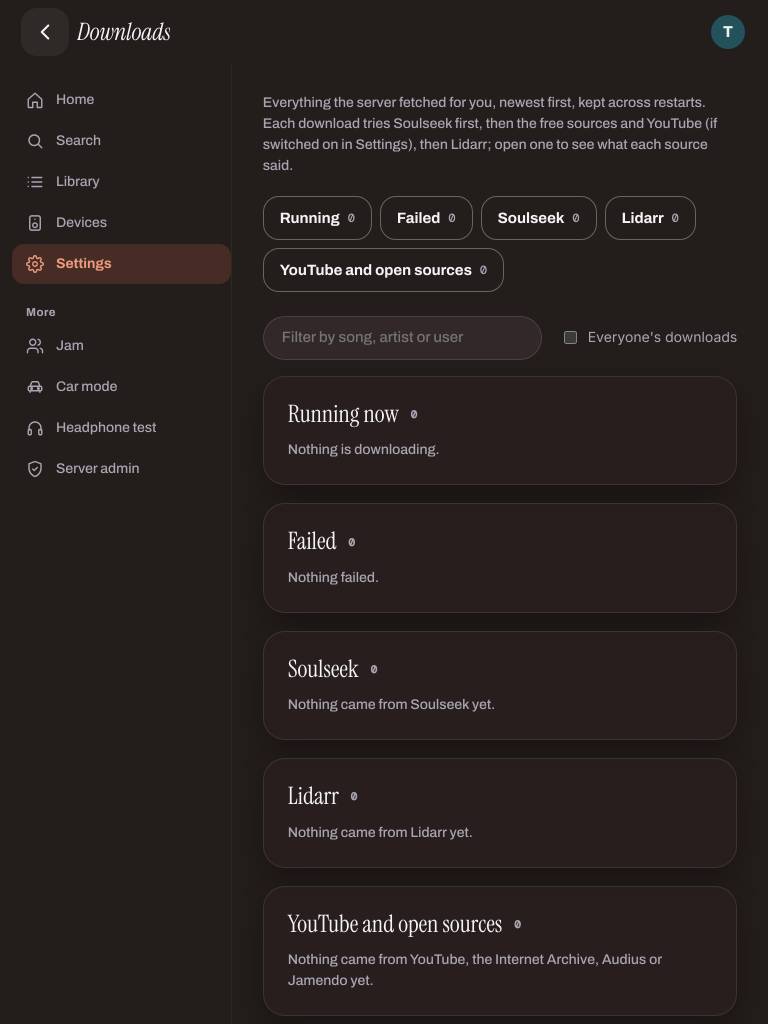 Downloads
T
Home
Search
Library
Devices
Settings
More
Jam
Car mode
Headphone test
Server admin
Everything the server fetched for you, newest first, kept across restarts.
Each download tries Soulseek first, then the free sources and YouTube (if
switched on in Settings), then Lidarr; open one to see what each source
said.
Running 0
Failed 0
Soulseek 0
Lidarr 0
YouTube and open sources 0
Filter by song, artist or user
Everyone's downloads
Running now 0
Nothing is downloading.
Failed 0
Nothing failed.
Soulseek 0
Nothing came from Soulseek yet.
Lidarr 0
Nothing came from Lidarr yet.
YouTube and open sources 0
Nothing came from YouTube, the Internet Archive, Audius or
Jamendo yet.